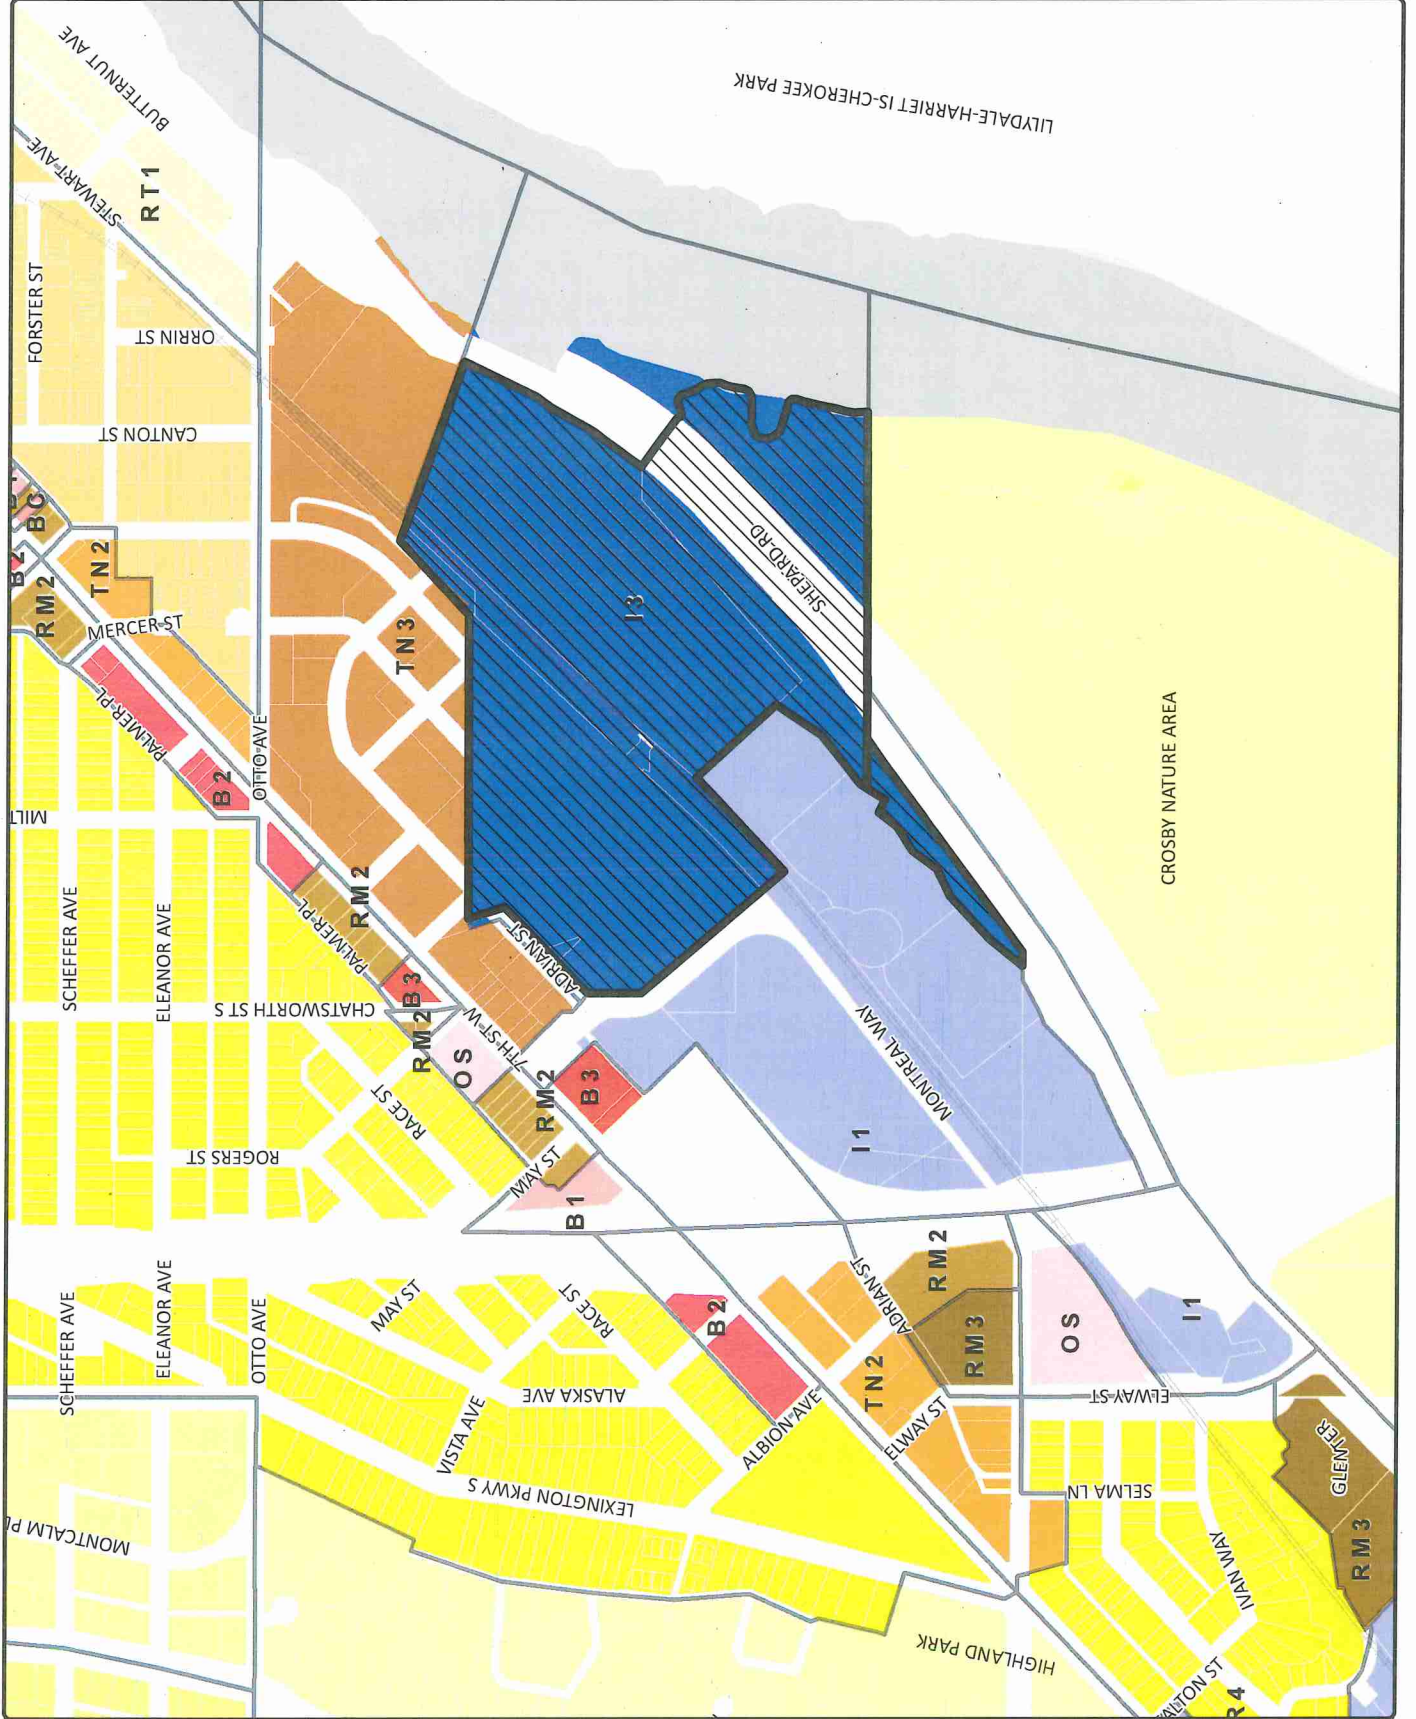 BUTTERNUT AVE
STEWART-AVE
RT1
LILYDALE-HARRIET IS-CHEROKEE PARK
FORSTER ST
ORRIN ST
CANTON ST
BC
B2
RM2
TN2
MERCER-ST
PALMER-PL
B2
OTTO-AVE
TN3
I3
SHEPARD-RD
MILT
SCHEFFER AVE
ELEANOR AVE
PALMER-PL
RM2
ADRIAN-ST
CHATSWORTH ST S
B3
RM2
OS
7TH-ST-W
RM2
B3
RACE ST
ROGERS ST
MAY ST
B1
MONTREAL WAY
I1
CROSBY NATURE AREA
SCHEFFER AVE
ELEANOR AVE
OTTO AVE
MAY ST
RACE ST
B2
ADRIAN-ST
RM2
RM3
OS
I1
TN2
VISTA AVE
ALASKA AVE
ALBION-AVE
ELWAY ST
ELWAY-ST
LEXINGTON PKWY S
SELMA LN
GLENTER
MONTCALM PL
IVAN WAY
RM3
HIGHLAND PARK
ALTON ST
R4